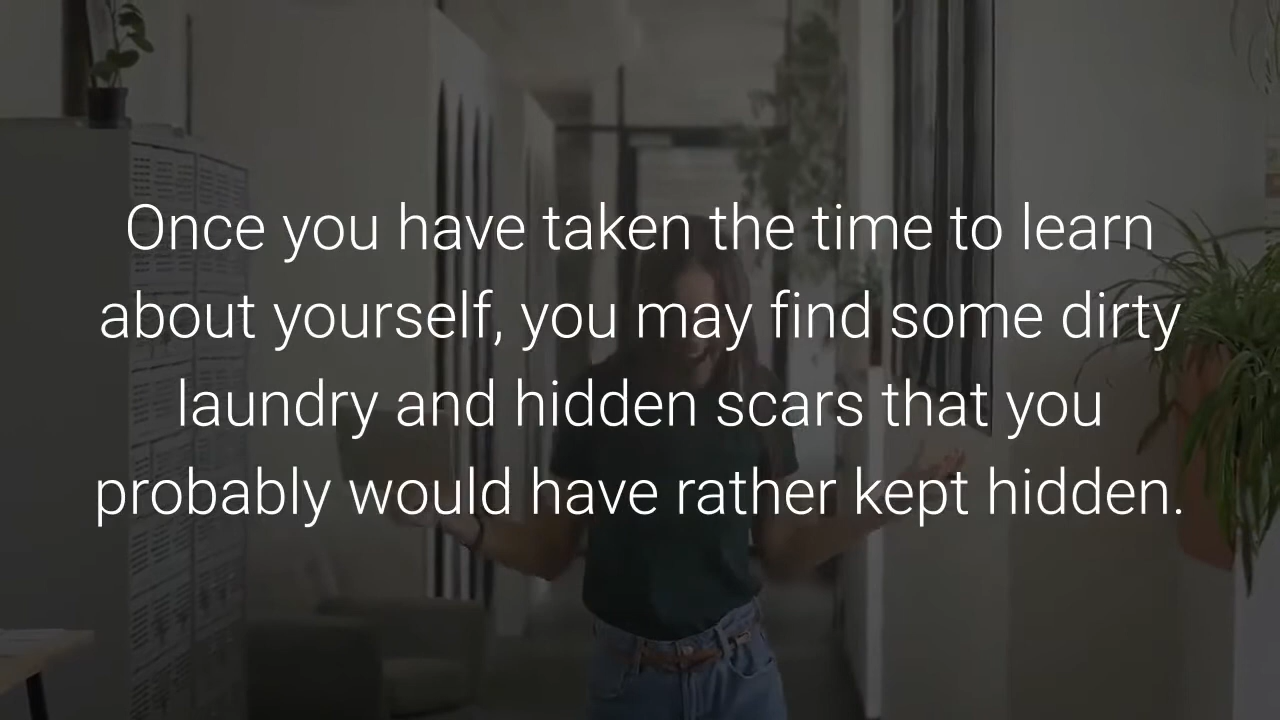 Once you have taken the time to learn
about yourself, you may find some dirty
laundry and hidden scars that you
probably would have rather kept hidden.